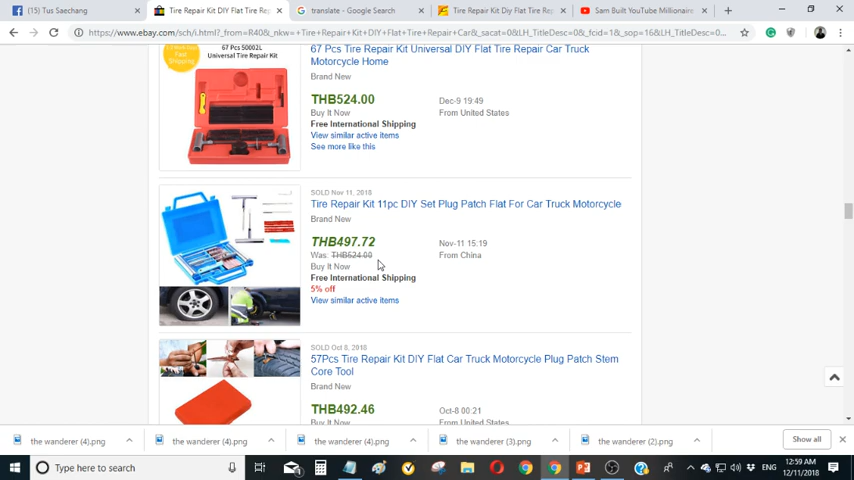 (15) Tus Saechang
Tire Repair Kit DIY Flat Tire Re
translate - Google Search
Tire Repair Kit Diy Flat Tire Re
Sam Built YouTube Millionaire
https://www.ebay.com/sch/i.html?_from=R40&_nkw=+Tire+Repair+Kit+DIY+Flat+Tire+Repair+Car&_sacat=0&LH_TitleDesc=0&_fcid=1&_sop=16&LH_TitleDesc=0...
67 Pcs 50002L
Universal Tire Repair Kit
Fast
Shipping
67 Pcs Tire Repair Kit Universal DIY Flat Tire Repair Car Truck
Motorcycle Home
Brand New
THB524.00
Dec-9 19:49
Buy It Now
From United States
Free International Shipping
View similar active items
See more like this
SOLD Nov 11, 2018
Tire Repair Kit 11pc DIY Set Plug Patch Flat For Car Truck Motorcycle
Brand New
THB497.72
Nov-11 15:19
Was: THB524.00
From China
Buy It Now
Free International Shipping
5% off
View similar active items
SOLD Oct 8, 2018
57Pcs Tire Repair Kit DIY Flat Car Truck Motorcycle Plug Patch Stem
Core Tool
Brand New
THB492.46
Oct-8 00:21
Buy It Now
From United States
the wanderer (4).png
the wanderer (4).png
the wanderer (4).png
the wanderer (3).png
the wanderer (2).png
Show all
Type here to search
ENG
12:59 AM
12/11/2018